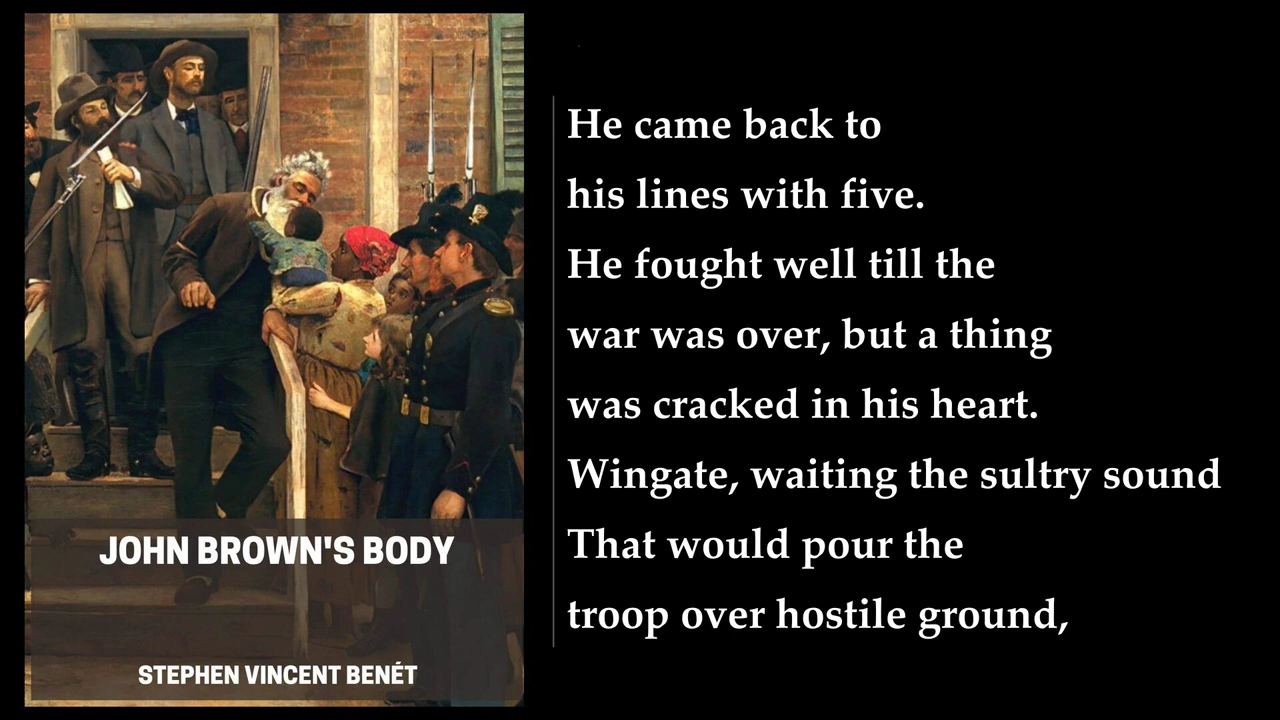 JOHN BROWN'S BODY
STEPHEN VINCENT BENÉT
He came back to
his lines with five.
He fought well till the
war was over, but a thing
was cracked in his heart.
Wingate, waiting the sultry sound
That would pour the
troop over hostile ground,